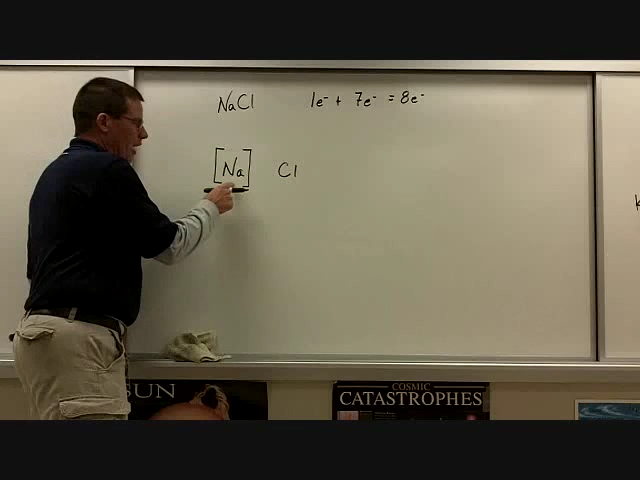 NaCl 1e⁻ + 7e⁻ = 8e⁻
[Na] Cl
SUN
COSMIC
CATASTROPHES